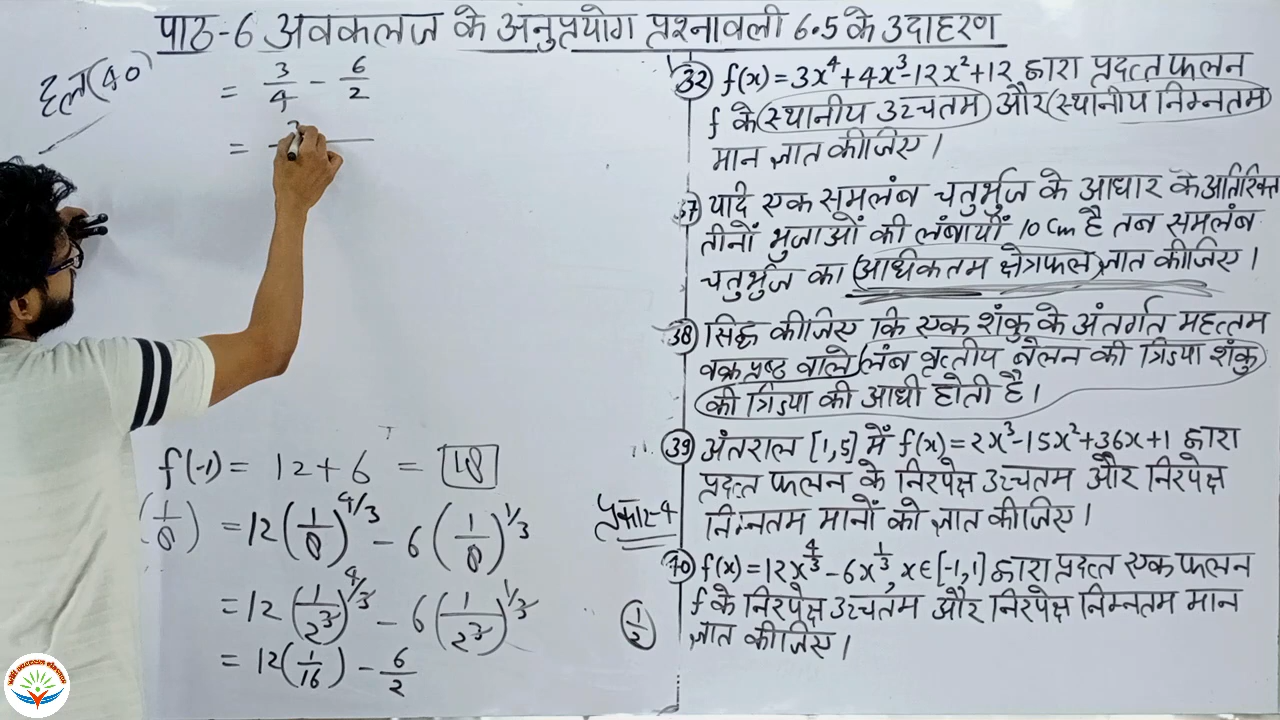 पाठ-6 अवकलज के अनुप्रयोग प्रश्नावली 6.5 के उदाहरण
हल(40)
= 3/4 - 6/2
=
f(-1) = 12+6 = 18
(1/8) = 12(1/8)^4/3 - 6(1/8)^1/3
= 12(1/2^3)^4/3 - 6(1/2^3)^1/3
= 12(1/16) - 6/2
प्रकार-4
1/2
32 f(x) = 3x⁴+4x³-12x²+12 द्वारा प्रदत्त फलन
f के (स्थानीय उच्चतम) और (स्थानीय निम्नतम)
मान ज्ञात कीजिए।
37 यदि एक समलंब चतुर्भुज के आधार के अतिरिक्त
तीनों भुजाओं की लंबायाँ 10 cm है तब समलंब
चतुर्भुज का (अधिकतम क्षेत्रफल) ज्ञात कीजिए।
38 सिद्ध कीजिए कि एक शंकु के अंतर्गत महत्तम
वक्रपृष्ठ वाले लंब वृत्तीय बेलन की त्रिज्या शंकु
की त्रिज्या की आधी होती है।
39 अंतराल [1,5] में f(x) = 2x³-15x²+36x+1 द्वारा
प्रदत्त फलन के निरपेक्ष उच्चतम और निरपेक्ष
निम्नतम मानों को ज्ञात कीजिए।
40 f(x) = 12x^4/3 - 6x^1/3, x∈[-1,1] द्वारा प्रदत्त एक फलन
f के निरपेक्ष उच्चतम और निरपेक्ष निम्नतम मान
ज्ञात कीजिए।